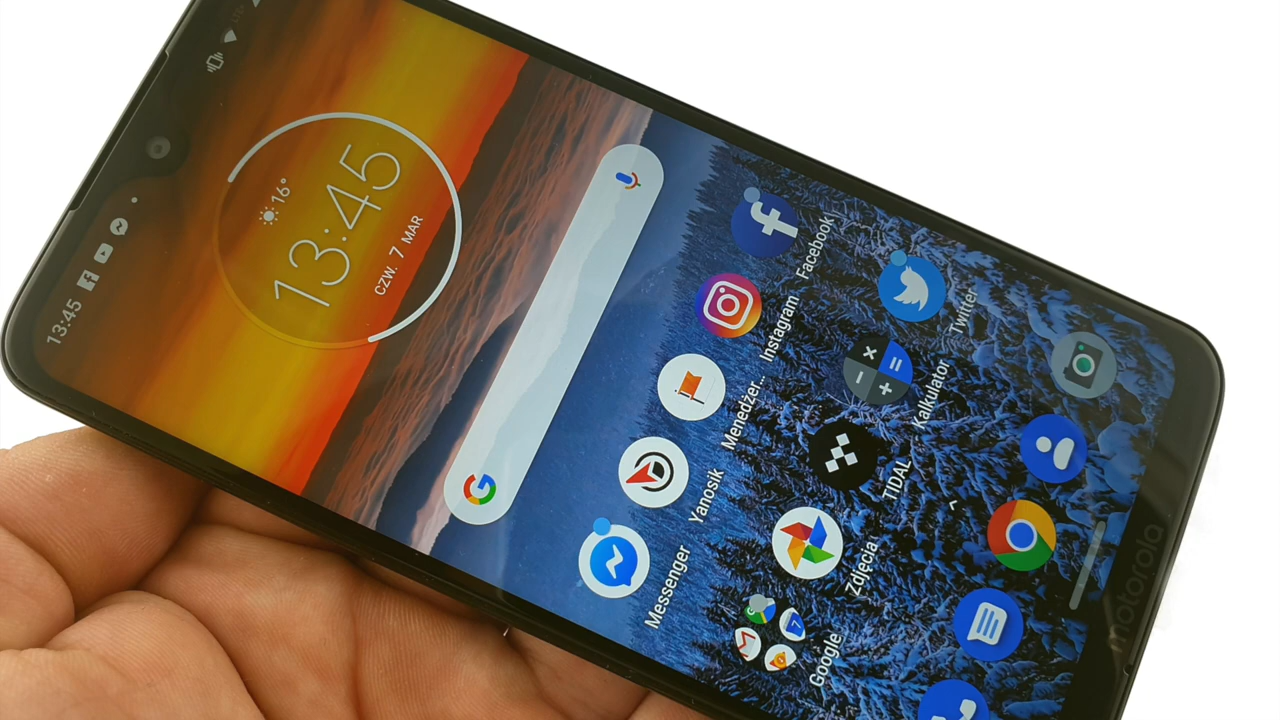 13:45
16°
13:45
CZW. 7 MAR
Messenger
Yanosik
Menedżer...
Instagram
Facebook
Google
Zdjęcia
TIDAL
Kalkulator
Twitter
motorola